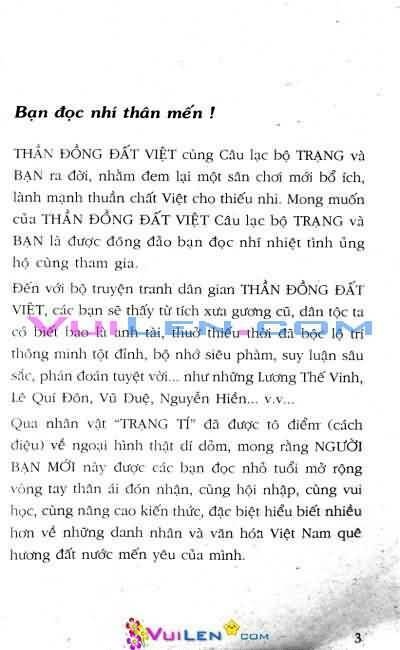 Bạn đọc nhí thân mến !
THẦN ĐỒNG ĐẤT VIỆT cùng Câu lạc bộ TRẠNG và
BẠN ra đời, nhằm đem lại một sân chơi mới bổ ích,
lành mạnh thuần chất Việt cho thiếu nhi. Mong muốn
của THẦN ĐỒNG ĐẤT VIỆT Câu lạc bộ TRẠNG và
BẠN là được đông đảo bạn đọc nhí nhiệt tình ủng
hộ cùng tham gia.
Đến với bộ truyện tranh dân gian THẦN ĐỒNG ĐẤT
VIỆT, các bạn sẽ thấy từ tích xưa gương cũ, dân tộc ta
có biết bao là anh tài, thuở thiếu thời đã bộc lộ trí
VuiLen.com
thông minh tột đỉnh, bộ nhớ siêu phàm, suy luận sâu
sắc, phán đoán tuyệt vời... như những Lương Thế Vinh,
Lê Quí Đôn, Vũ Duệ, Nguyễn Hiền... v.v...
Qua nhân vật “TRẠNG TÍ” đã được tô điểm (cách
điệu) về ngoại hình thật dí dỏm, mong rằng NGƯỜI
BẠN MỚI này được các bạn đọc nhỏ tuổi mở rộng
vòng tay thân ái đón nhận, cùng hội nhập, cùng vui
học, cùng nâng cao kiến thức, đặc biệt hiểu biết nhiều
hơn về những danh nhân và văn hóa Việt Nam quê
hương đất nước mến yêu của mình.
VuiLen.com
3